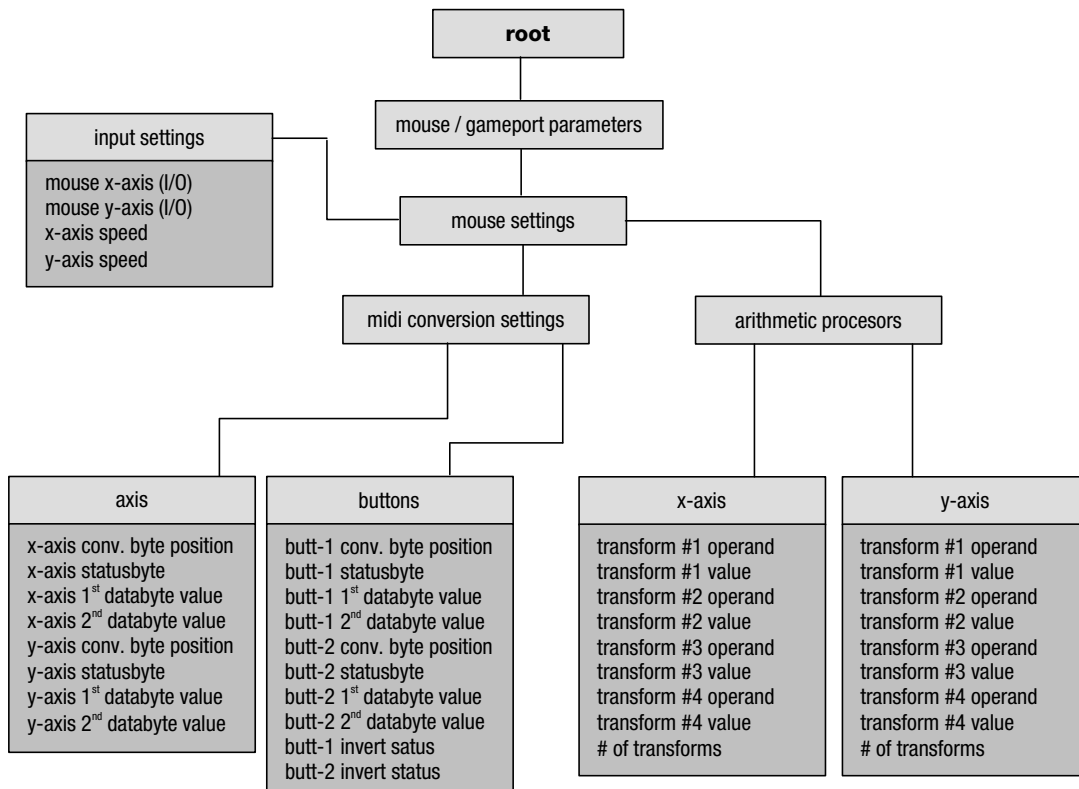 root
mouse / gameport parameters
input settings
mouse x-axis (I/O)
mouse y-axis (I/O)
x-axis speed
y-axis speed
mouse settings
midi conversion settings
arithmetic procesors
axis
x-axis conv. byte position
x-axis statusbyte
x-axis 1st databyte value
x-axis 2nd databyte value
y-axis conv. byte position
y-axis statusbyte
y-axis 1st databyte value
y-axis 2nd databyte value
buttons
butt-1 conv. byte position
butt-1 statusbyte
butt-1 1st databyte value
butt-1 2nd databyte value
butt-2 conv. byte position
butt-2 statusbyte
butt-2 1st databyte value
butt-2 2nd databyte value
butt-1 invert satus
butt-2 invert status
x-axis
transform #1 operand
transform #1 value
transform #2 operand
transform #2 value
transform #3 operand
transform #3 value
transform #4 operand
transform #4 value
# of transforms
y-axis
transform #1 operand
transform #1 value
transform #2 operand
transform #2 value
transform #3 operand
transform #3 value
transform #4 operand
transform #4 value
# of transforms